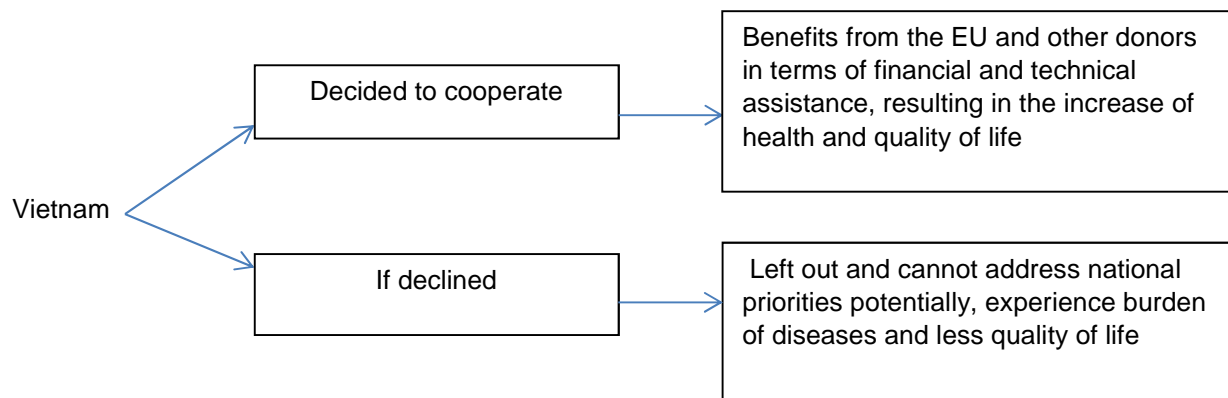 Vietnam
Decided to cooperate
Benefits from the EU and other donors
in terms of financial and technical
assistance, resulting in the increase of
health and quality of life
If declined
Left out and cannot address national
priorities potentially, experience burden
of diseases and less quality of life